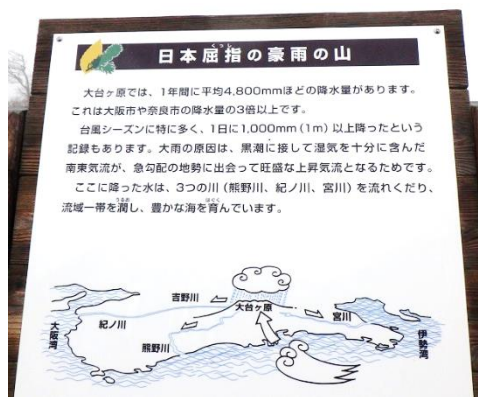 日本屈指の豪雨の山
くっし
大台ヶ原では、1年間に平均4,800mmほどの降水量があります。
これは大阪市や奈良市の降水量の3倍以上です。
台風シーズンに特に多く、1日に1,000mm（1m）以上降ったという
記録もあります。大雨の原因は、黒潮に接して湿気を十分に含んだ
南東気流が、急勾配の地勢に出会って旺盛な上昇気流となるためです。
ここに降った水は、3つの川（熊野川、紀ノ川、宮川）を流れくだり、
うるお
はぐく
流域一帯を潤し、豊かな海を育んでいます。
吉野川
大台ヶ原
宮川
紀ノ川
熊野川
大阪湾
伊勢湾